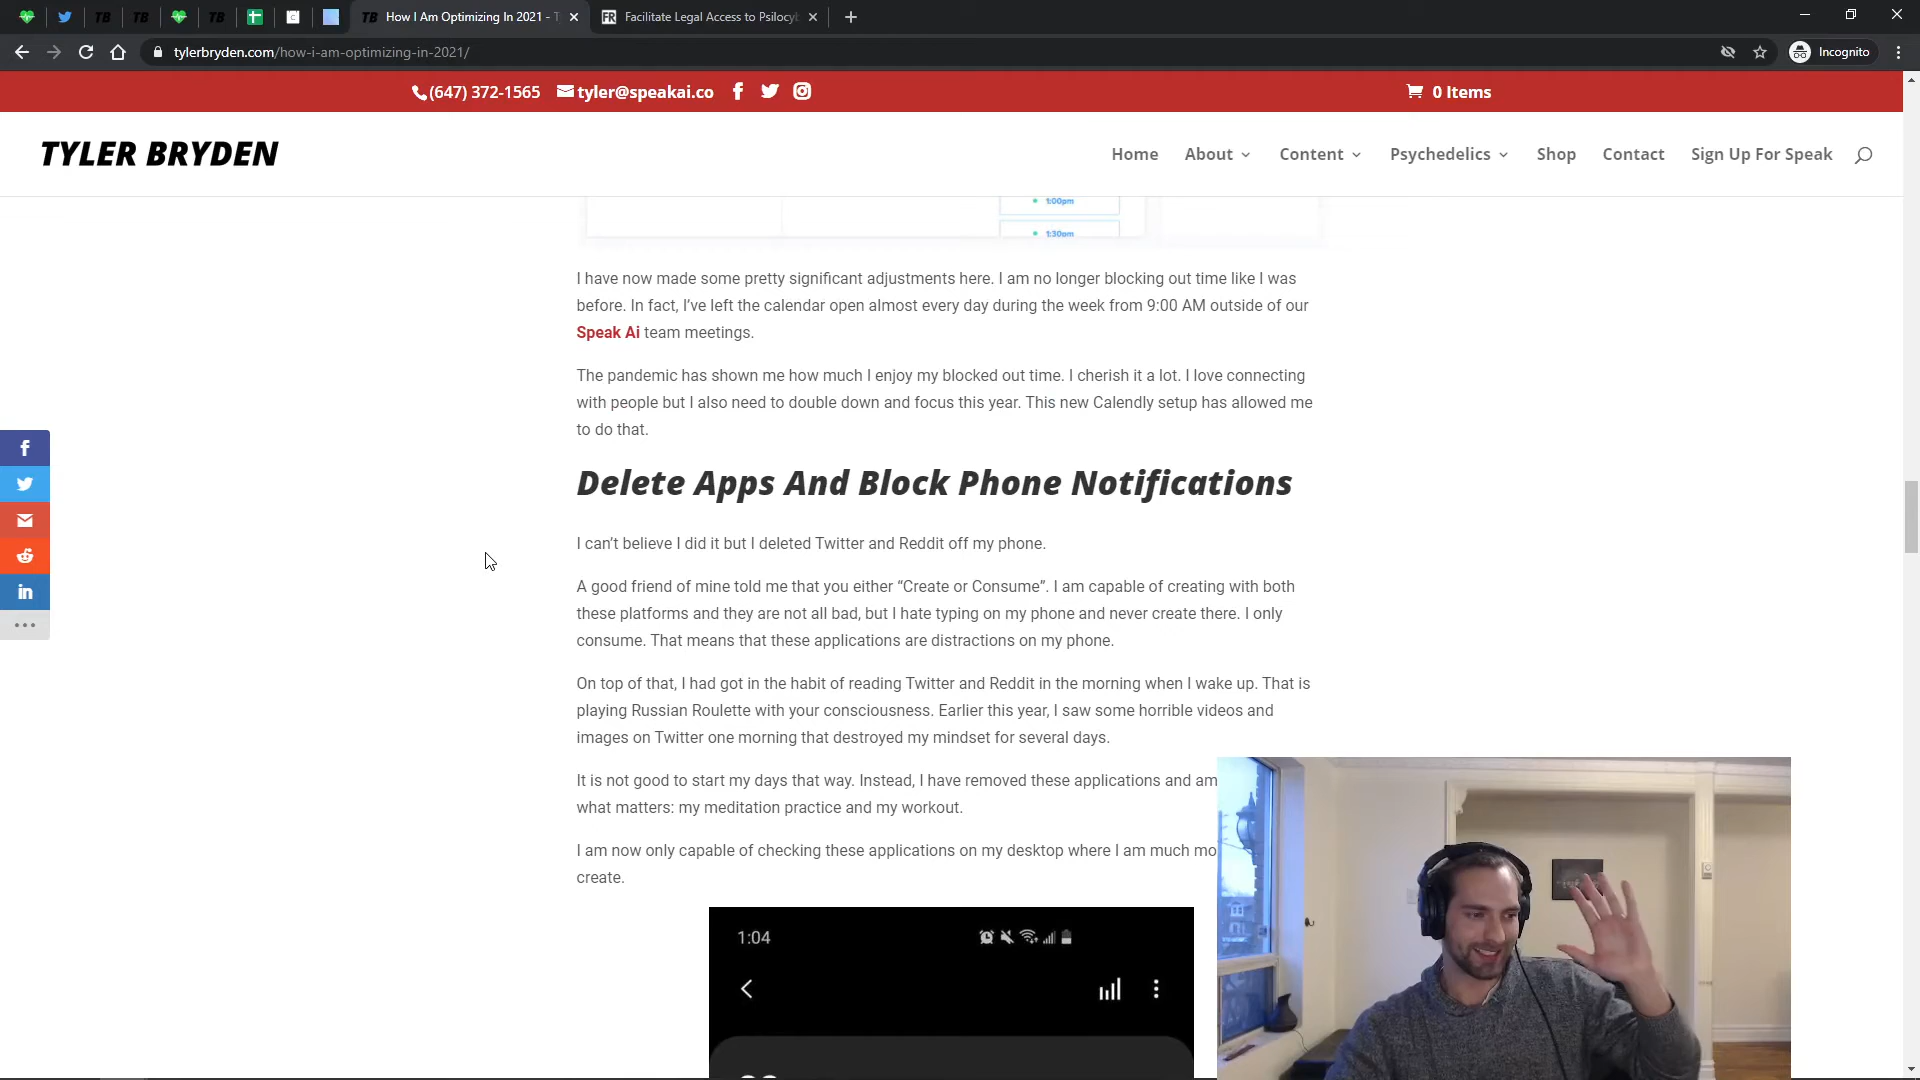 How I Am Optimizing In 2021 - T
Facilitate Legal Access to Psilocyb
tylerbryden.com/how-i-am-optimizing-in-2021/
Incognito
(647) 372-1565 tyler@speakai.co
0 Items
TYLER BRYDEN
Home About Content Psychedelics Shop Contact Sign Up For Speak
1:00pm
1:30pm
I have now made some pretty significant adjustments here. I am no longer blocking out time like I was
before. In fact, I’ve left the calendar open almost every day during the week from 9:00 AM outside of our
Speak Ai team meetings.
The pandemic has shown me how much I enjoy my blocked out time. I cherish it a lot. I love connecting
with people but I also need to double down and focus this year. This new Calendly setup has allowed me
to do that.
Delete Apps And Block Phone Notifications
I can’t believe I did it but I deleted Twitter and Reddit off my phone.
A good friend of mine told me that you either “Create or Consume”. I am capable of creating with both
these platforms and they are not all bad, but I hate typing on my phone and never create there. I only
consume. That means that these applications are distractions on my phone.
On top of that, I had got in the habit of reading Twitter and Reddit in the morning when I wake up. That is
playing Russian Roulette with your consciousness. Earlier this year, I saw some horrible videos and
images on Twitter one morning that destroyed my mindset for several days.
It is not good to start my days that way. Instead, I have removed these applications and am
what matters: my meditation practice and my workout.
I am now only capable of checking these applications on my desktop where I am much mo
create.
1:04